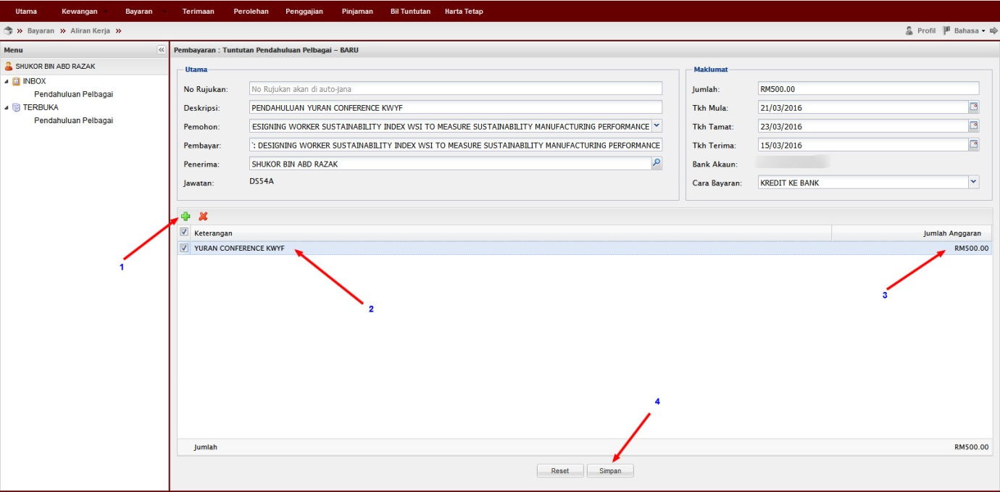 Utama Kewangan Bayaran Terimaan Perolehan Penggajian Pinjaman Bil Tuntutan Harta Tetap
Bayaran Aliran Kerja Profil Bahasa
Menu
SHUKOR BIN ABD RAZAK
INBOX
Pendahuluan Pelbagai
TERBUKA
Pendahuluan Pelbagai
Pembayaran : Tuntutan Pendahuluan Pelbagai – BARU
Utama
No Rujukan: No Rujukan akan di auto-jana
Deskripsi: PENDAHULUAN YURAN CONFERENCE KWYF
Pemohon: ESIGNING WORKER SUSTAINABILITY INDEX WSI TO MEASURE SUSTAINABILITY MANUFACTURING PERFORMANCE
Pembayar: : DESIGNING WORKER SUSTAINABILITY INDEX WSI TO MEASURE SUSTAINABILITY MANUFACTURING PERFORMANCE
Penerima: SHUKOR BIN ABD RAZAK
Jawatan: DS54A
Maklumat
Jumlah: RM500.00
Tkh Mula: 21/03/2016
Tkh Tamat: 23/03/2016
Tkh Terima: 15/03/2016
Bank Akaun:
Cara Bayaran: KREDIT KE BANK
Keterangan Jumlah Anggaran
YURAN CONFERENCE KWYF RM500.00
1
2
3
4
Jumlah RM500.00
Reset Simpan